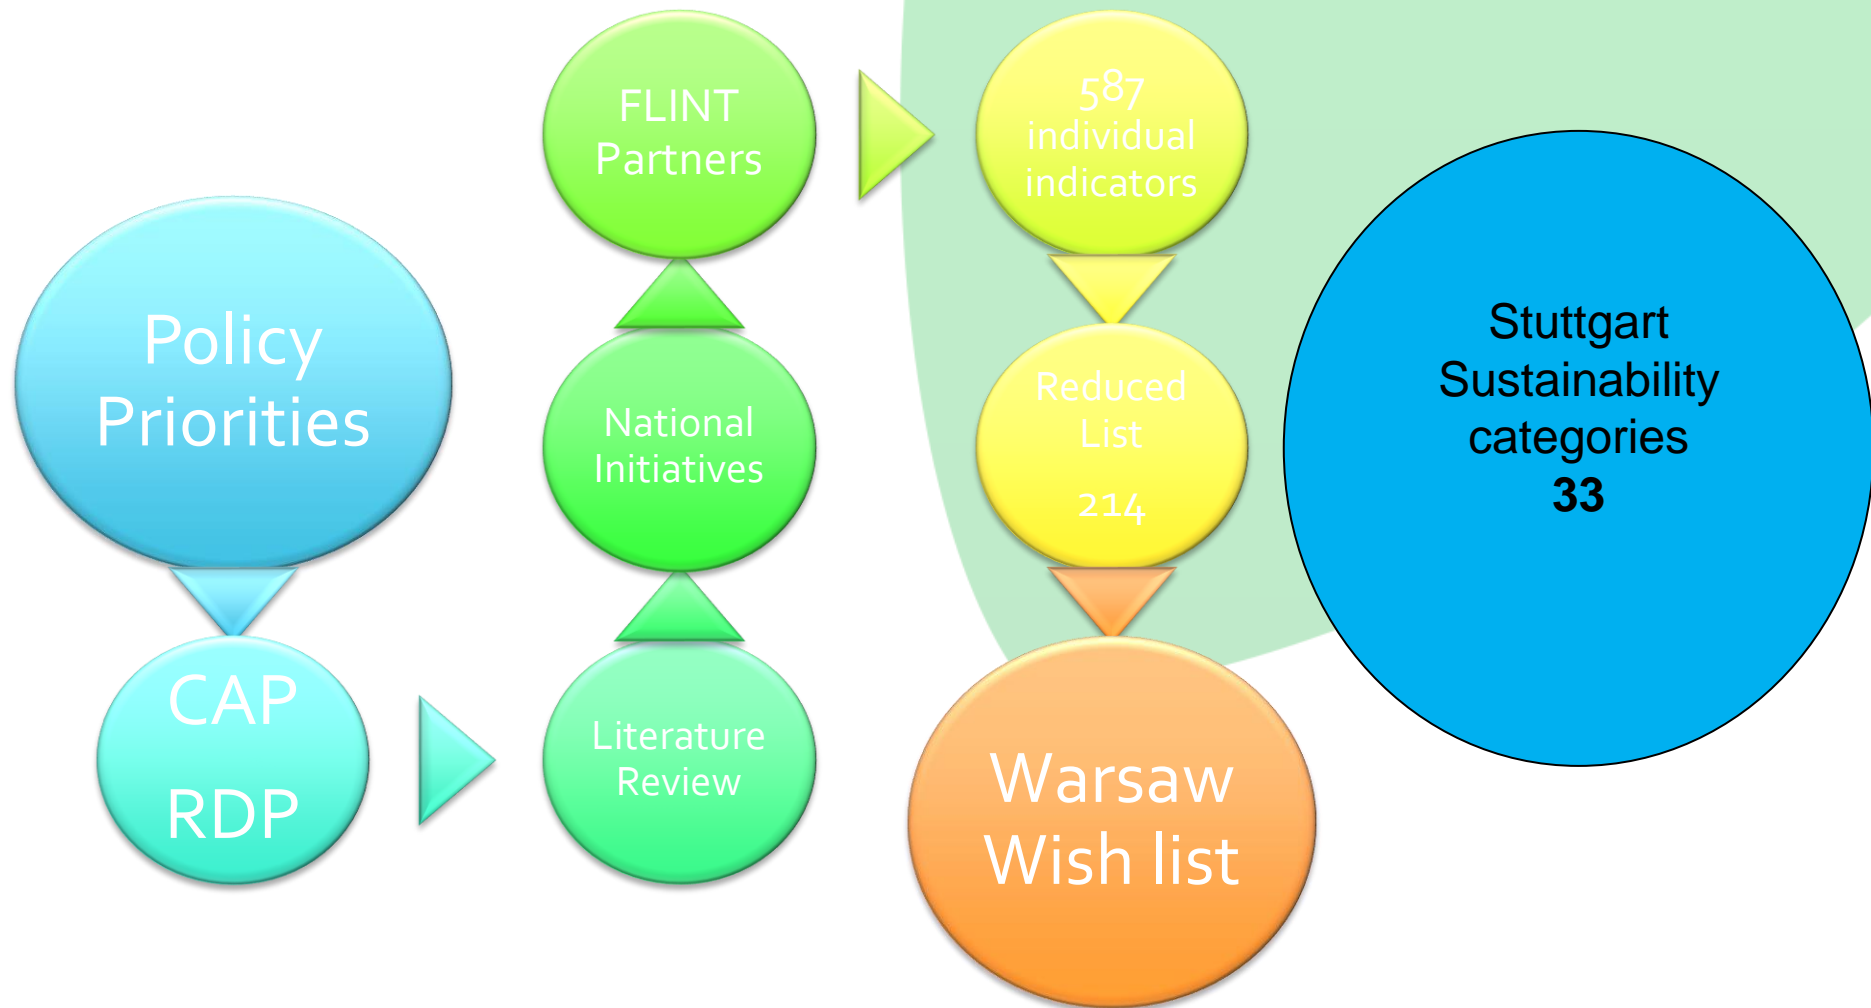 Policy
Priorities
CAP
RDP
Literature
Review
National
Initiatives
FLINT
Partners
587
individual
indicators
Reduced
List
214
Warsaw
Wish list
Stuttgart
Sustainability
categories
33